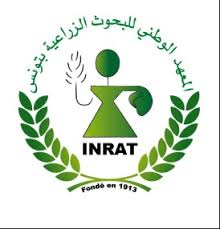 المعهد الوطني للبحوث الزراعية بتونس
INRAT
Fondé en 1913